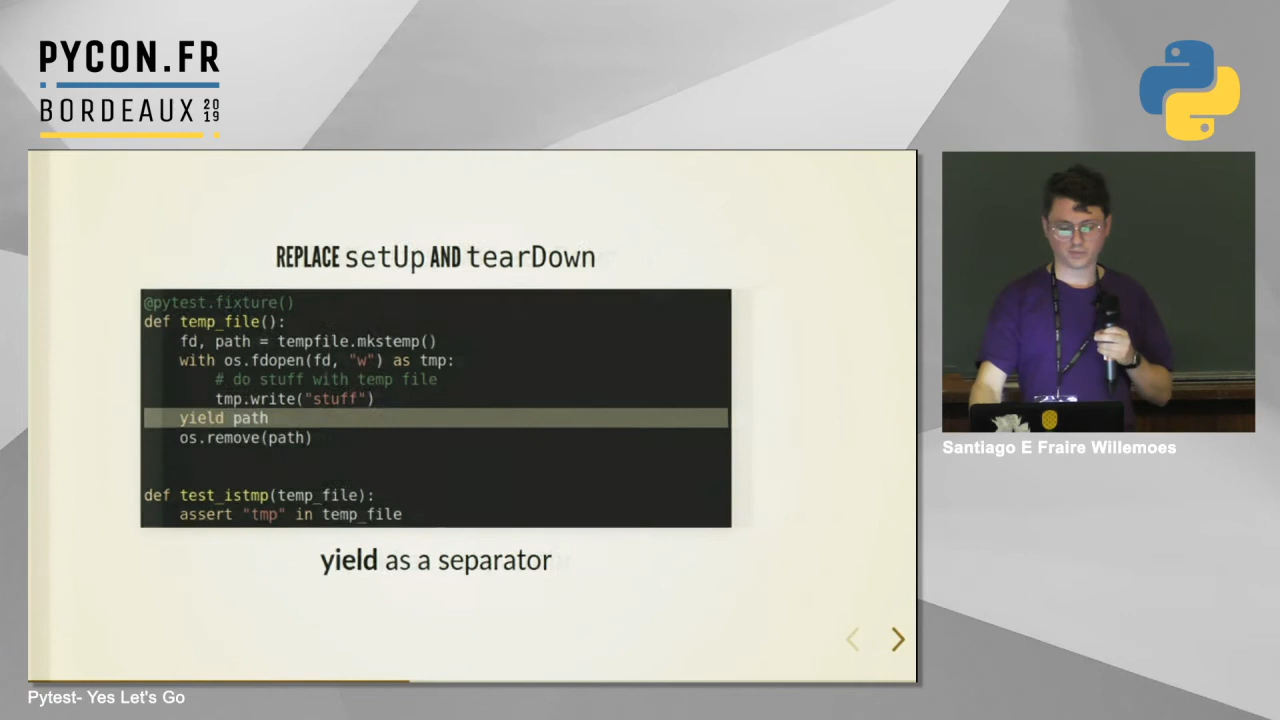 PYCON.FR
BORDEAUX 2019
REPLACE setUp AND tearDown
@pytest.fixture()
def temp_file():
    fd, path = tempfile.mkstemp()
    with os.fdopen(fd, "w") as tmp:
        # do stuff with temp file
        tmp.write("stuff")
    yield path
    os.remove(path)
def test_istmp(temp_file):
    assert "tmp" in temp_file
yield as a separator
Santiago E Fraire Willemoes
Pytest- Yes Let's Go